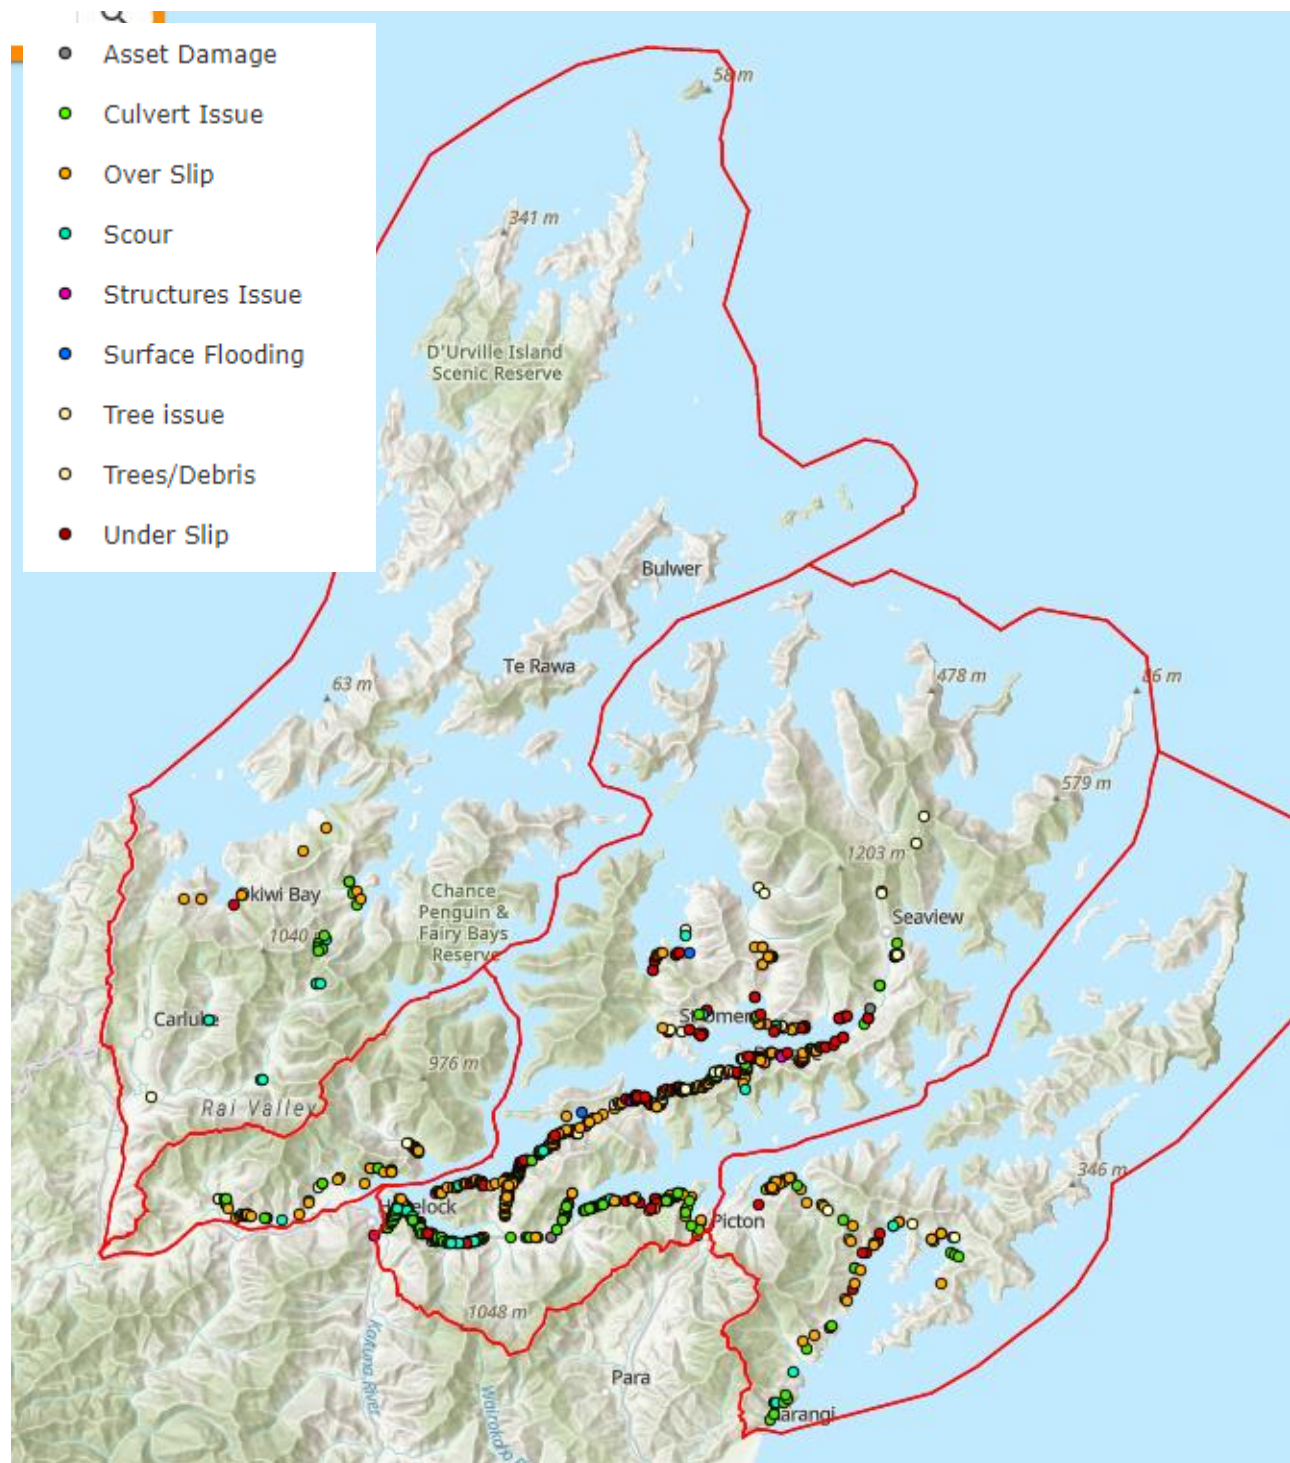 Asset Damage
Culvert Issue
Over Slip
Scour
Structures Issue
Surface Flooding
Tree issue
Trees/Debris
Under Slip
58 m
341 m
D'Urville Island
Scenic Reserve
Bulwer
Te Rawa
63 m
478 m
86 m
579 m
1203 m
Okiwi Bay
Chance
Penguin &
Fairy Bays
Reserve
Seaview
1040
Carluke
976 m
Rai Valley
346 m
Havelock
Picton
1048 m
Kaituna River
Para